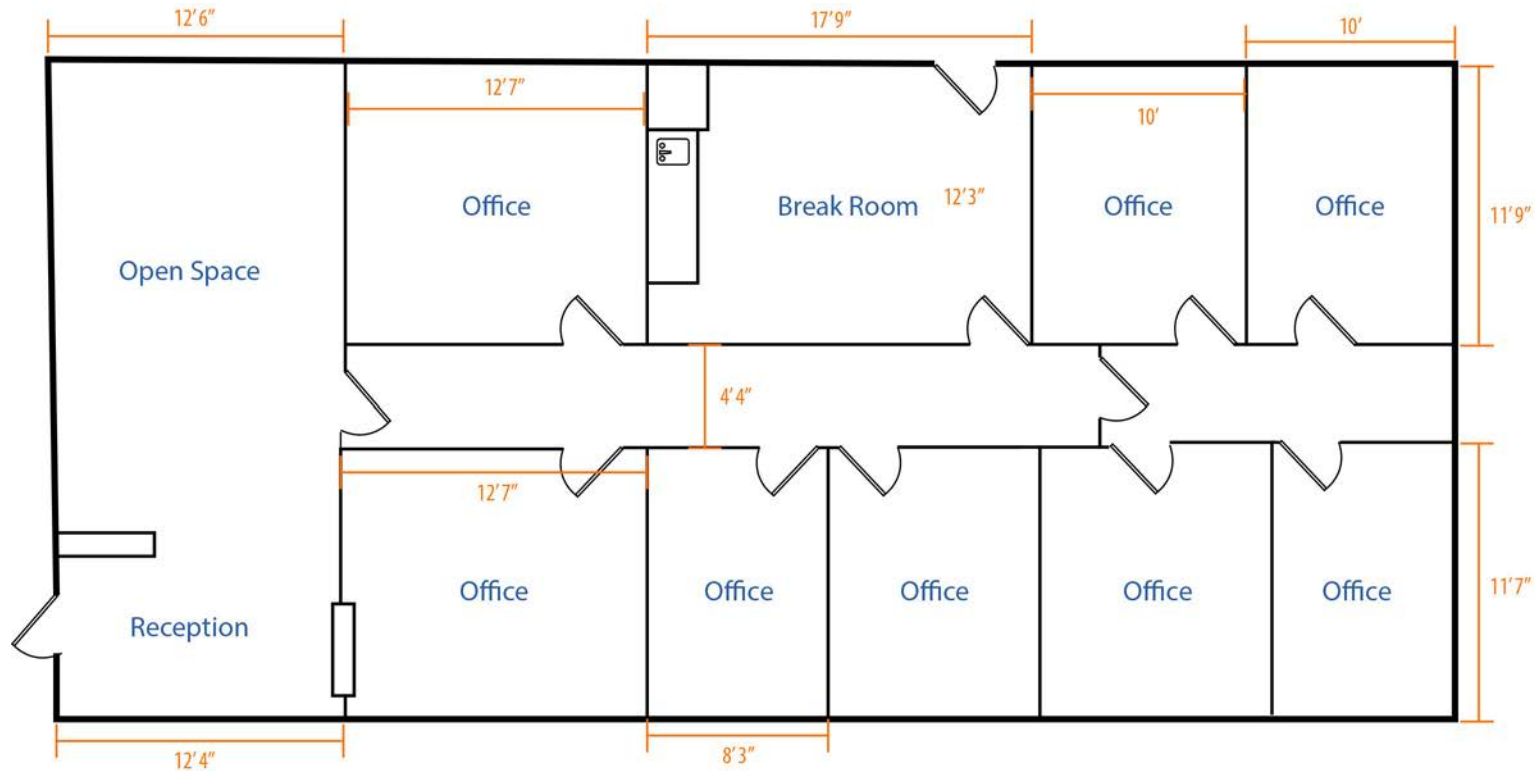 12'6"
17'9"
10'
12'7"
10'
Office
Break Room
12'3"
Office
Office
11'9"
Open Space
4'4"
12'7"
Office
Office
Office
Office
Office
11'7"
Reception
12'4"
8'3"